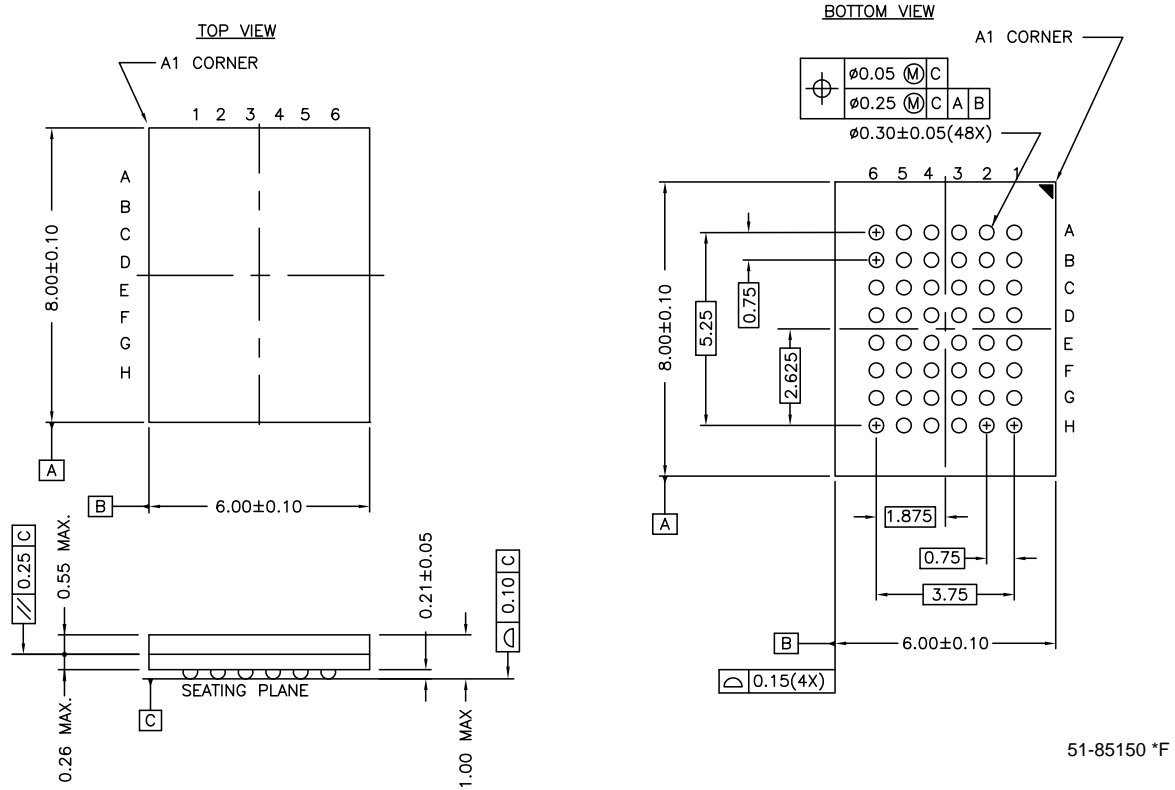 TOP VIEW
A1 CORNER
1 2 3 4 5 6
A
B
C
D
E
F
G
H
8.00±0.10
A
B
6.00±0.10
// 0.25 C
0.55 MAX.
0.21±0.05
⌓ 0.10 C
SEATING PLANE
C
0.26 MAX.
1.00 MAX
BOTTOM VIEW
A1 CORNER
⌖ ø0.05 Ⓜ C
ø0.25 Ⓜ C A B
ø0.30±0.05(48X)
6 5 4 3 2 1
A
B
C
D
E
F
G
H
8.00±0.10
5.25
0.75
2.625
A
1.875
0.75
3.75
B
6.00±0.10
⌓ 0.15(4X)
51-85150 *F